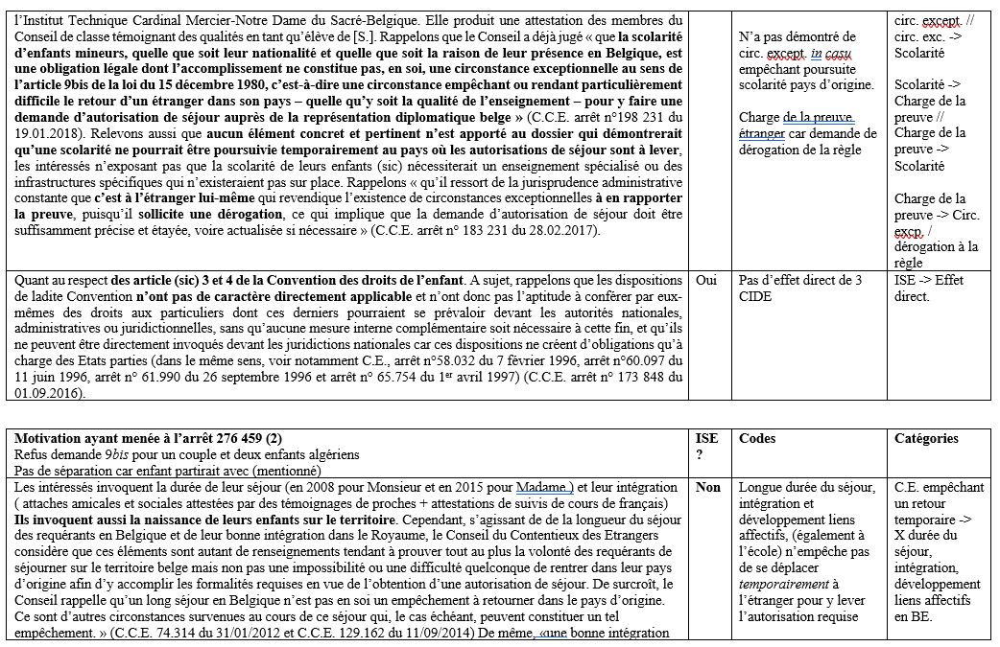 l'Institut Technique Cardinal Mercier-Notre Dame du Sacré-Belgique. Elle produit une attestation des membres du
Conseil de classe témoignant des qualités en tant qu'élève de [S.]. Rappelons que le Conseil a déjà jugé « que la scolarité
d'enfants mineurs, quelle que soit leur nationalité et quelle que soit la raison de leur présence en Belgique, est
une obligation légale dont l'accomplissement ne constitue pas, en soi, une circonstance exceptionnelle au sens de
l'article 9bis de la loi du 15 décembre 1980, c'est-à-dire une circonstance empêchant ou rendant particulièrement
difficile le retour d'un étranger dans son pays – quelle qu'y soit la qualité de l'enseignement – pour y faire une
demande d'autorisation de séjour auprès de la représentation diplomatique belge » (C.C.E. arrêt n°198 231 du
19.01.2018). Relevons aussi que aucun élément concret et pertinent n'est apporté au dossier qui démontrerait
qu'une scolarité ne pourrait être poursuivie temporairement au pays où les autorisations de séjour sont à lever,
les intéressés n'exposant pas que la scolarité de leurs enfants (sic) nécessiterait un enseignement spécialisé ou des
infrastructures spécifiques qui n'existeraient pas sur place. Rappelons « qu'il ressort de la jurisprudence administrative
constante que c'est à l'étranger lui-même qui revendique l'existence de circonstances exceptionnelles à en rapporter
la preuve, puisqu'il sollicite une dérogation, ce qui implique que la demande d'autorisation de séjour doit être
suffisamment précise et étayée, voire actualisée si nécessaire » (C.C.E. arrêt n° 183 231 du 28.02.2017).
N'a pas démontré de
circ. except. in casu
empêchant poursuite
scolarité pays d'origine.
Charge de la preuve
étranger car demande de
dérogation de la règle
circ. except. //
circ. exc. ->
Scolarité
Scolarité ->
Charge de la
preuve //
Charge de la
preuve ->
Scolarité
Charge de la
preuve -> Circ.
excp. /
dérogation à la
règle
Quant au respect des article (sic) 3 et 4 de la Convention des droits de l'enfant. A sujet, rappelons que les dispositions
de ladite Convention n'ont pas de caractère directement applicable et n'ont donc pas l'aptitude à conférer par eux-
mêmes des droits aux particuliers dont ces derniers pourraient se prévaloir devant les autorités nationales,
administratives ou juridictionnelles, sans qu'aucune mesure interne complémentaire soit nécessaire à cette fin, et qu'ils
ne peuvent être directement invoqués devant les juridictions nationales car ces dispositions ne créent d'obligations qu'à
charge des Etats parties (dans le même sens, voir notamment C.E., arrêt n°58.032 du 7 février 1996, arrêt n°60.097 du
11 juin 1996, arrêt n° 61.990 du 26 septembre 1996 et arrêt n° 65.754 du 1er avril 1997) (C.C.E. arrêt n° 173 848 du
01.09.2016).
Oui
Pas d'effet direct de 3
CIDE
ISE -> Effet
direct.
Motivation ayant menée à l'arrêt 276 459 (2)
Refus demande 9bis pour un couple et deux enfants algériens
Pas de séparation car enfant partirait avec (mentionné)
ISE
?
Codes
Catégories
Les intéressés invoquent la durée de leur séjour (en 2008 pour Monsieur et en 2015 pour Madame ) et leur intégration
( attaches amicales et sociales attestées par des témoignages de proches + attestations de suivis de cours de français)
Ils invoquent aussi la naissance de leurs enfants sur le territoire. Cependant, s'agissant de de la longueur du séjour
des requérants en Belgique et de leur bonne intégration dans le Royaume, le Conseil du Contentieux des Etrangers
considère que ces éléments sont autant de renseignements tendant à prouver tout au plus la volonté des requérants de
séjourner sur le territoire belge mais non pas une impossibilité ou une difficulté quelconque de rentrer dans leur pays
d'origine afin d'y accomplir les formalités requises en vue de l'obtention d'une autorisation de séjour. De surcroît, le
Conseil rappelle qu'un long séjour en Belgique n'est pas en soi un empêchement à retourner dans le pays d'origine.
Ce sont d'autres circonstances survenues au cours de ce séjour qui, le cas échéant, peuvent constituer un tel
empêchement. » (C.C.E. 74.314 du 31/01/2012 et C.C.E. 129.162 du 11/09/2014) De même, «une bonne intégration
Non
Longue durée du séjour,
intégration et
développement liens
affectifs, (également à
l'école) n'empêche pas
de se déplacer
temporairement à
l'étranger pour y lever
l'autorisation requise
C.E. empêchant
un retour
temporaire ->
X durée du
séjour,
intégration,
développement
liens affectifs
en BE.